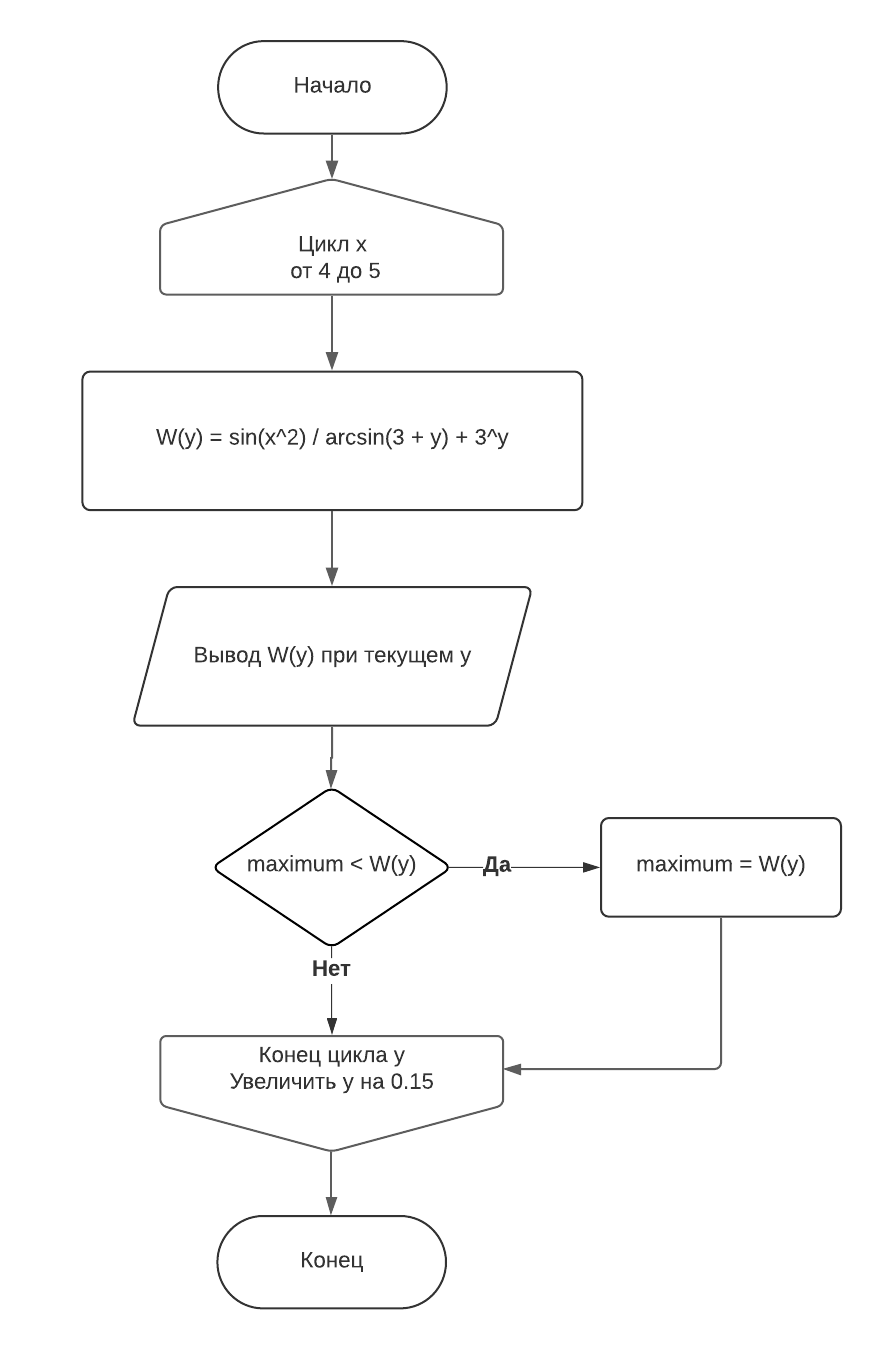 Начало
Цикл x
от 4 до 5
W(y) = sin(x^2) / arcsin(3 + y) + 3^y
Вывод W(y) при текущем y
maximum < W(y)
Да
maximum = W(y)
Нет
Конец цикла y
Увеличить y на 0.15
Конец